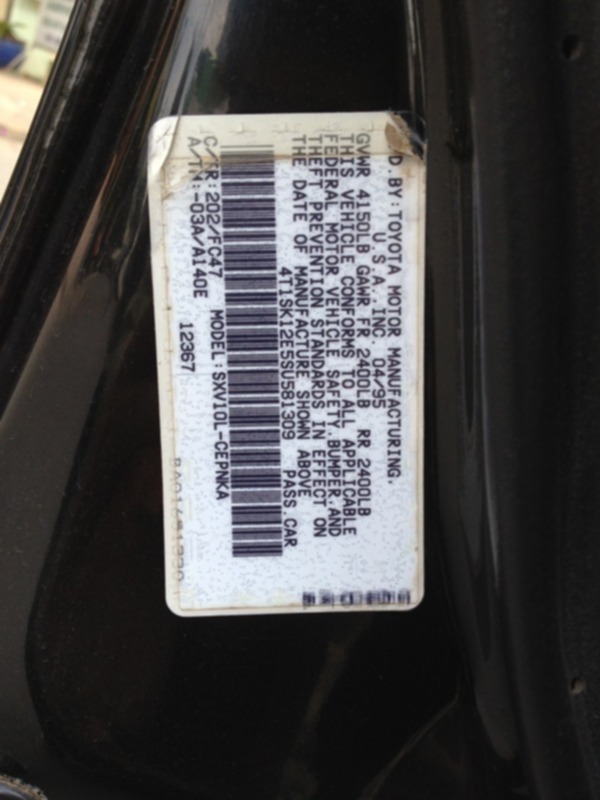 D. BY: TOYOTA MOTOR MANUFACTURING,
U.S.A., INC. 04/95
GVWR 4150LB GAWR FR 2400LB RR 2400LB
THIS VEHICLE CONFORMS TO ALL APPLICABLE
FEDERAL MOTOR VEHICLE SAFETY, BUMPER, AND
THEFT PREVENTION STANDARDS IN EFFECT ON
THE DATE OF MANUFACTURE SHOWN ABOVE
4T1SK12E5SU581309 PASS.CAR
C/TR:202/FC47 MODEL:SXV10L-CEPNKA
A/TM:-03A/A140E 12367